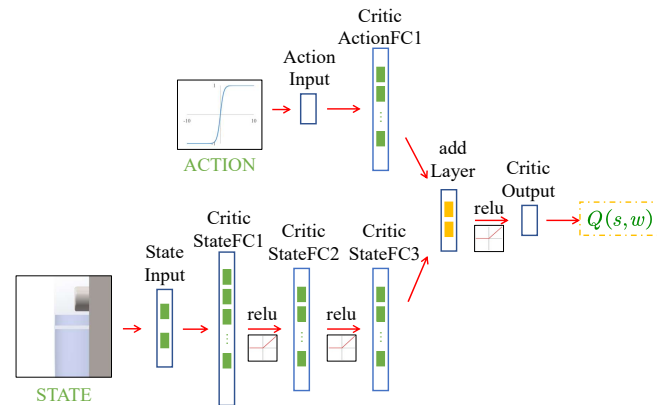 Critic
ActionFC1
Action
Input
1
-10
10
-1
ACTION
add
Layer
Critic
Output
relu
Q(s, w)
Critic
StateFC1
Critic
StateFC2
Critic
StateFC3
State
Input
relu
relu
STATE